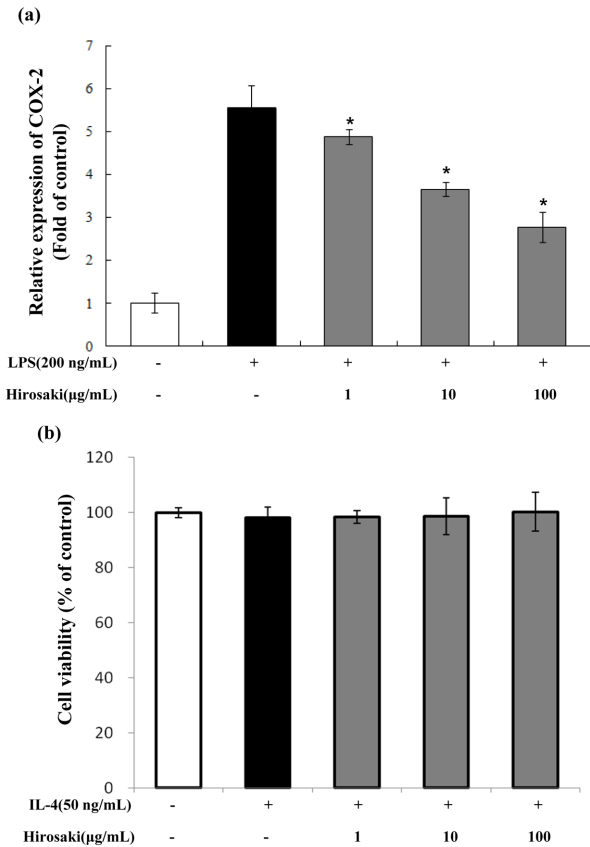 (a)
Relative expression of COX-2
(Fold of control)
7
6
5
4
3
2
1
0
*
*
*
LPS(200 ng/mL) - + + + +
Hirosaki(μg/mL) - - 1 10 100
(b)
Cell viability (% of control)
120
100
80
60
40
20
0
IL-4(50 ng/mL) - + + + +
Hirosaki(μg/mL) - - 1 10 100